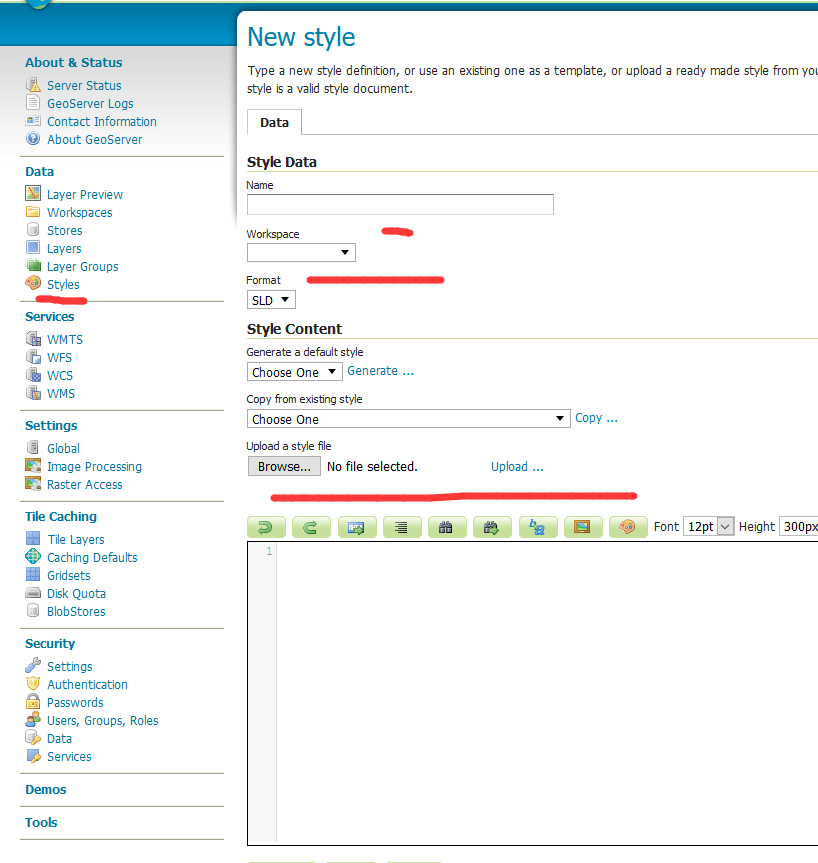 New style
Type a new style definition, or use an existing one as a template, or upload a ready made style from you
style is a valid style document.
Data
Style Data
Name
Workspace
Format
SLD
Style Content
Generate a default style
Choose One Generate ...
Copy from existing style
Choose One Copy ...
Upload a style file
Browse... No file selected. Upload ...
Font 12pt Height 300px
1
About & Status
Server Status
GeoServer Logs
Contact Information
About GeoServer
Data
Layer Preview
Workspaces
Stores
Layers
Layer Groups
Styles
Services
WMTS
WFS
WCS
WMS
Settings
Global
Image Processing
Raster Access
Tile Caching
Tile Layers
Caching Defaults
Gridsets
Disk Quota
BlobStores
Security
Settings
Authentication
Passwords
Users, Groups, Roles
Data
Services
Demos
Tools